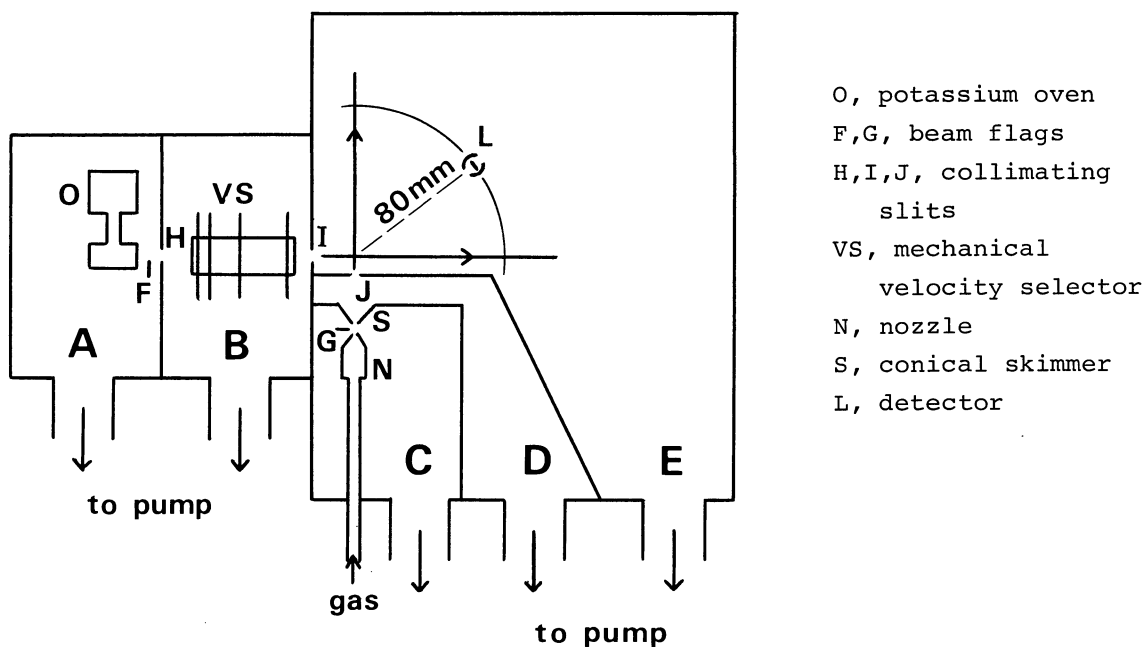 L
80mm
O
VS
H
I
F
J
S
G
N
A
B
C
D
E
to pump
gas
to pump
O, potassium oven
F,G, beam flags
H,I,J, collimating
slits
VS, mechanical
velocity selector
N, nozzle
S, conical skimmer
L, detector